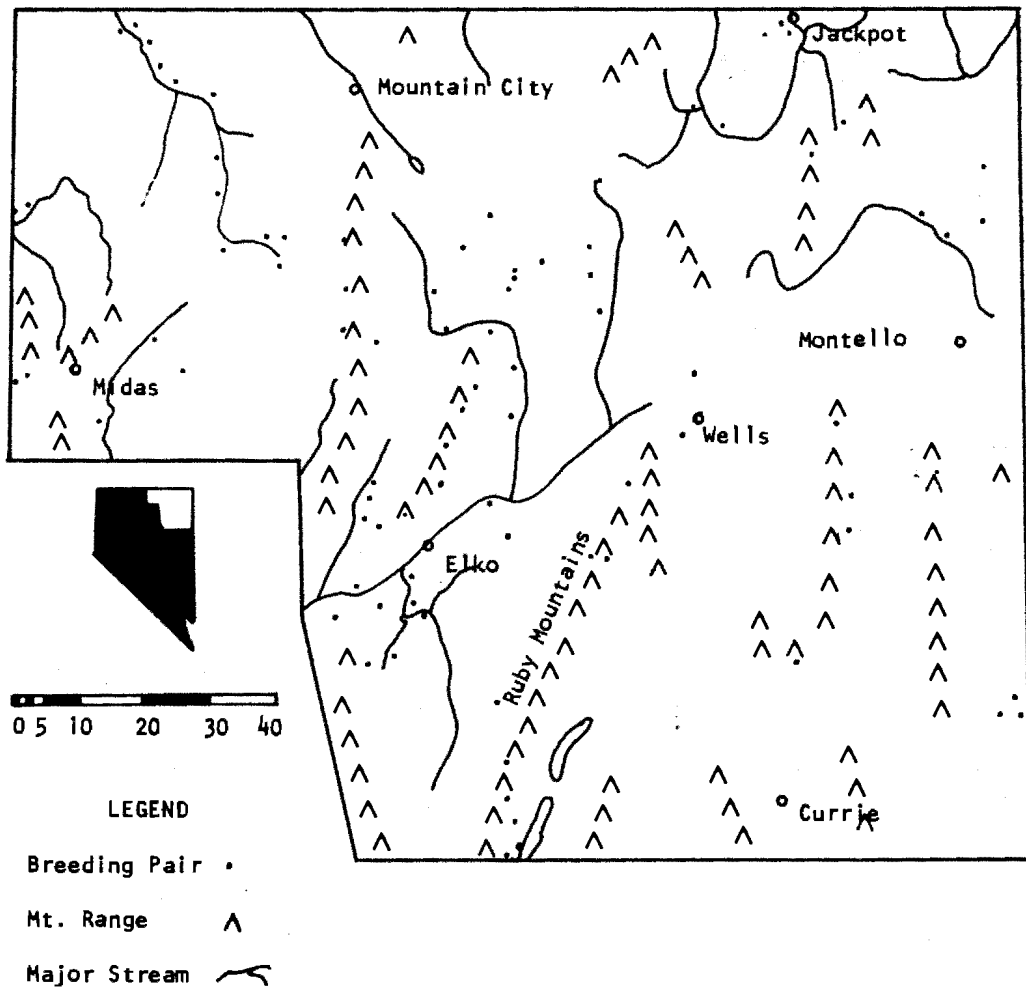 Jackpot
Mountain City
Montello
Midas
Wells
Elko
Ruby Mountains
0 5 10 20 30 40
Currie
LEGEND
Breeding Pair
Mt. Range
Major Stream